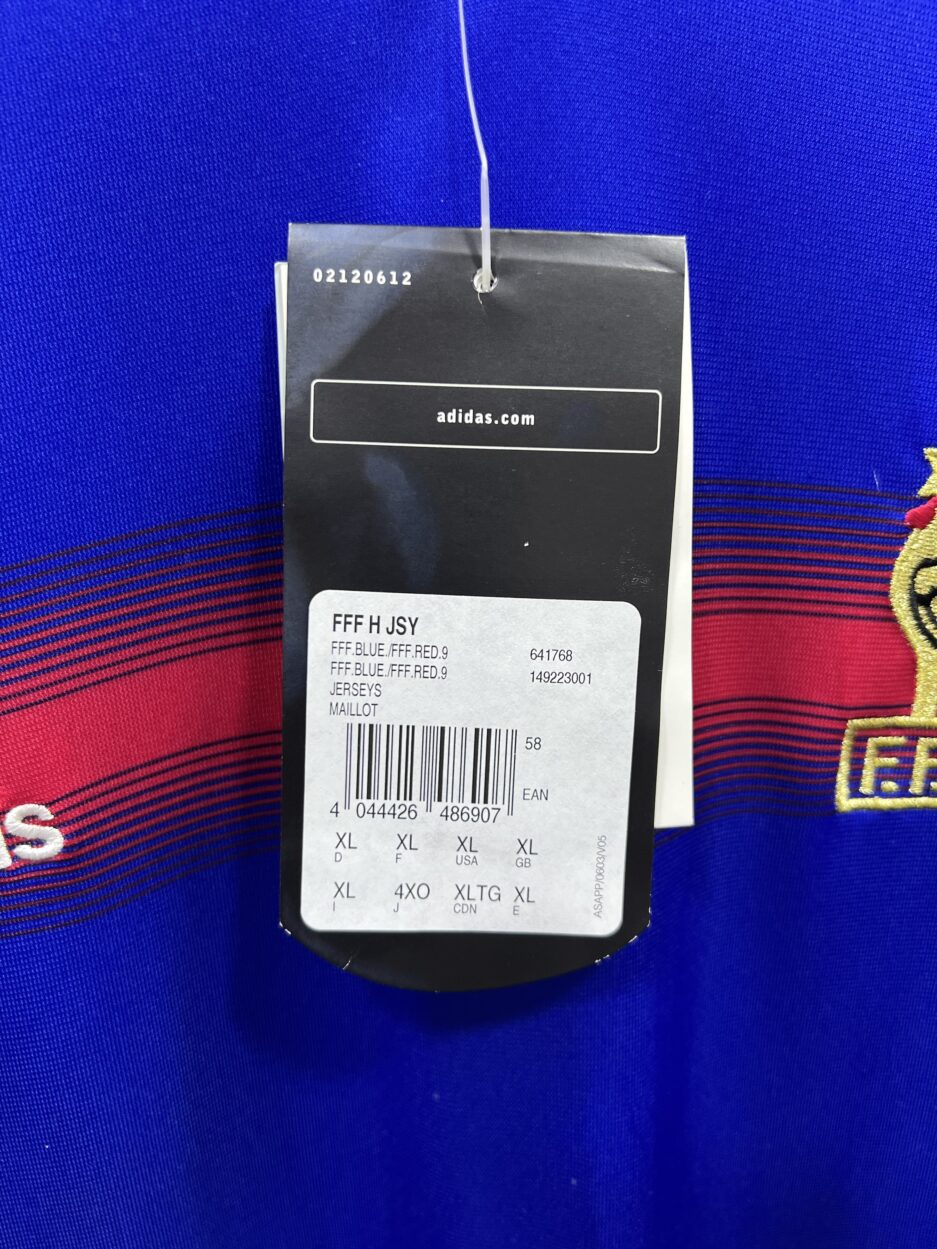 02120612
adidas.com
FFF H JSY
FFF.BLUE./FFF.RED.9 641768
FFF.BLUE./FFF.RED.9 149223001
JERSEYS
MAILLOT
58
EAN
4 044426 486907
XL XL XL XL
D F USA GB
XL 4XO XLTG XL
I J CDN E
ASAPP/0603/V05
F.F